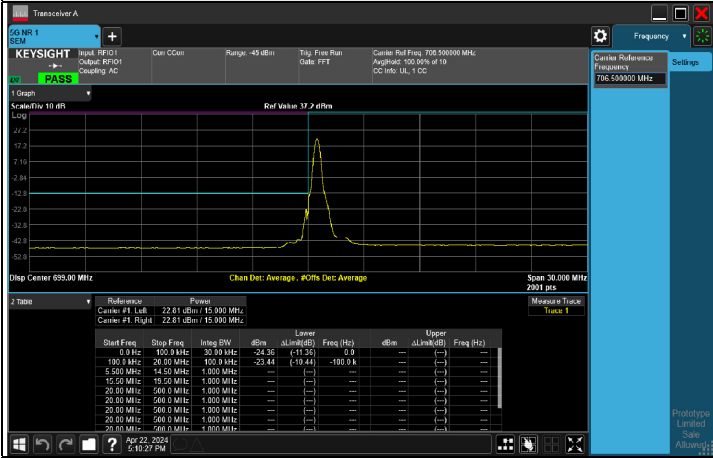 Transceiver A
5G NR 1
SEM
Frequency
KEYSIGHT
Input: RFIO1
Output: RFIO1
Coupling: AC
PASS
Corr CCorr
Range: -45 dBm
Trig: Free Run
Gate: FFT
Carrier Ref Freq: 706.500000 MHz
Avg|Hold: 100.00% of 10
CC Info: UL, 1 CC
Carrier Reference
Frequency
706.500000 MHz
Settings
1 Graph
Scale/Div 10 dB
Ref Value 37.2 dBm
Log
27.2
17.2
7.16
-2.84
-12.8
-22.8
-32.8
-42.8
-52.8
Disp Center 699.00 MHz
Chan Det: Average , #Offs Det: Average
Span 30.000 MHz
2001 pts
2 Table
Measure Trace
Trace 1
Reference Power
Carrier #1, Left 22.81 dBm / 15.000 MHz
Carrier #1, Right 22.81 dBm / 15.000 MHz
Lower Upper
Start Freq Stop Freq Integ BW dBm ΔLimit(dB) Freq (Hz) dBm ΔLimit(dB) Freq (Hz)
0.0 Hz 100.0 kHz 30.00 kHz -24.36 (-11.36) 0.0 --- (---) ---
100.0 kHz 20.00 MHz 100.0 kHz -23.44 (-10.44) -100.0 k --- (---) ---
5.500 MHz 14.50 MHz 1.000 MHz --- (---) --- --- (---) ---
15.50 MHz 19.50 MHz 1.000 MHz --- (---) --- --- (---) ---
20.00 MHz 500.0 MHz 1.000 MHz --- (---) --- --- (---) ---
20.00 MHz 500.0 MHz 1.000 MHz --- (---) --- --- (---) ---
20.00 MHz 500.0 MHz 1.000 MHz --- (---) --- --- (---) ---
20.00 MHz 500.0 MHz 1.000 MHz --- (---) --- --- (---) ---
Apr 22, 2024
5:10:27 PM
Prototype
Limited
Sale
Allowed